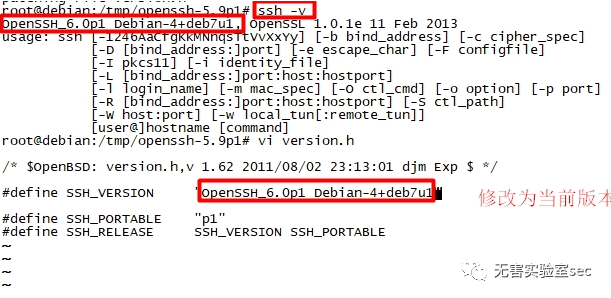 root@debian:/tmp/openssh-5.9p1# ssh -v
OpenSSH_6.0p1 Debian-4+deb7u1, OpenSSL 1.0.1e 11 Feb 2013
usage: ssh [-1246AaCfgKkMNnqsTtVvXxYy] [-b bind_address] [-c cipher_spec]
[-D [bind_address:]port] [-e escape_char] [-F configfile]
[-I pkcs11] [-i identity_file]
[-L [bind_address:]port:host:hostport]
[-l login_name] [-m mac_spec] [-O ctl_cmd] [-o option] [-p port]
[-R [bind_address:]port:host:hostport] [-S ctl_path]
[-W host:port] [-w local_tun[:remote_tun]]
[user@]hostname [command]
root@debian:/tmp/openssh-5.9p1# vi version.h
/* $OpenBSD: version.h,v 1.62 2011/08/02 23:13:01 djm Exp $ */
#define SSH_VERSION "OpenSSH_6.0p1 Debian-4+deb7u1" 修改为当前版本
#define SSH_PORTABLE "p1"
#define SSH_RELEASE SSH_VERSION SSH_PORTABLE
~
~
~
~
无害实验室sec